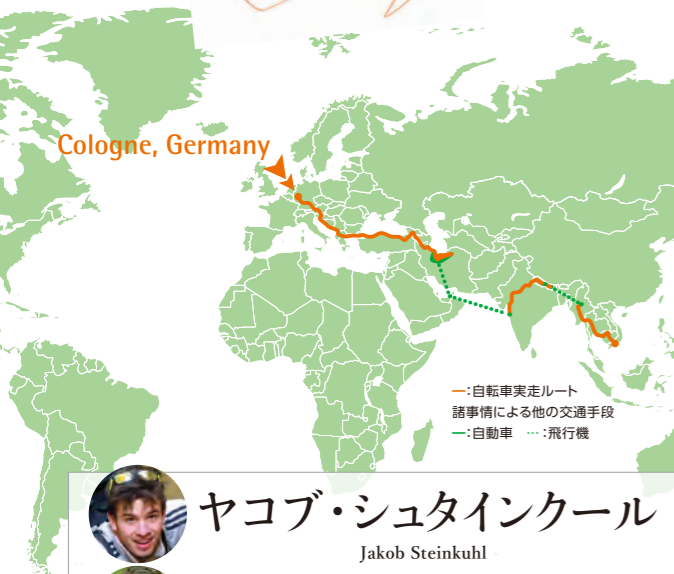 Cologne, Germany
―:自転車実走ルート
諸事情による他の交通手段
―:自動車 …:飛行機
ヤコブ・シュタインクール
Jakob Steinkuhl